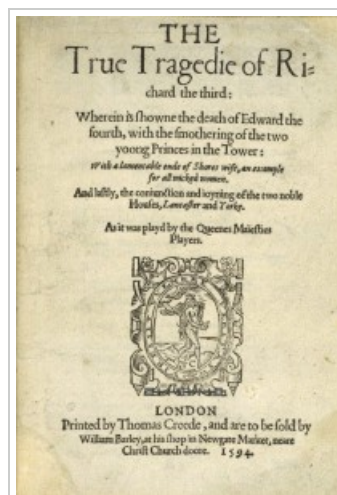 THE
True Tragedie of Ri-
chard the third:
Wherein is showne the death of Edward the
fourth, with the smothering of the two
yoong Princes in the Tower:
With a lamentable ende of Shores wife, an example
for all wicked women.
And lastly, the coniunction and ioyning of the two noble
Houses, Lancaster and Yorke.
As it was playd by the Queenes Maiesties
Players.
LONDON
Printed by Thomas Creede, and are to be sold by
William Barley, at his shop in Newgate Market, neare
Christ Church doore. 1594.